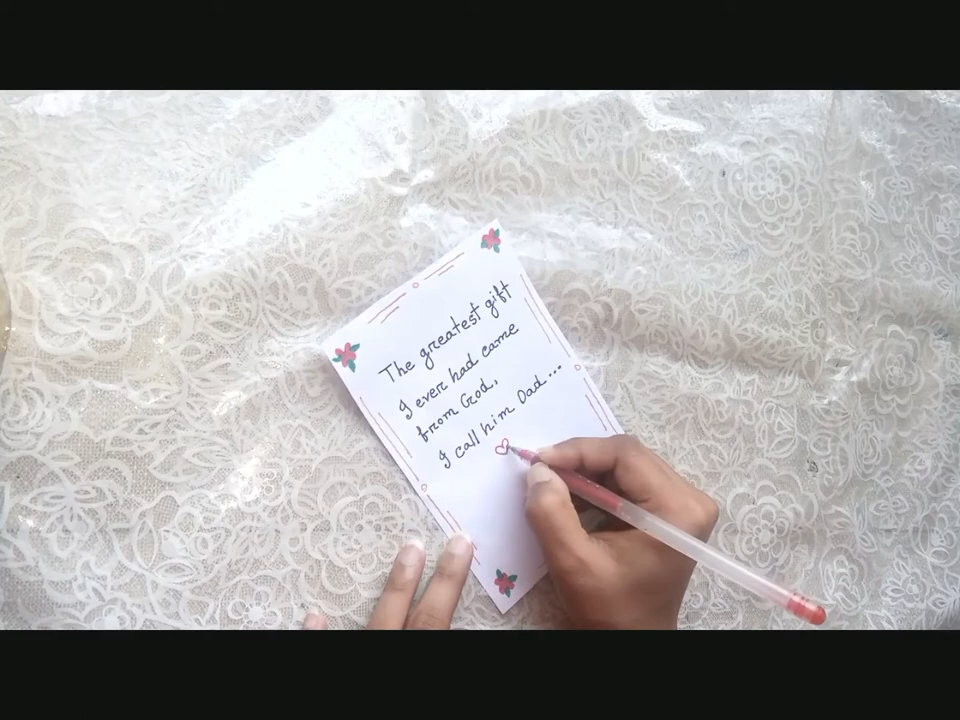 The greatest gift
I ever had came
from God,
I call him Dad...